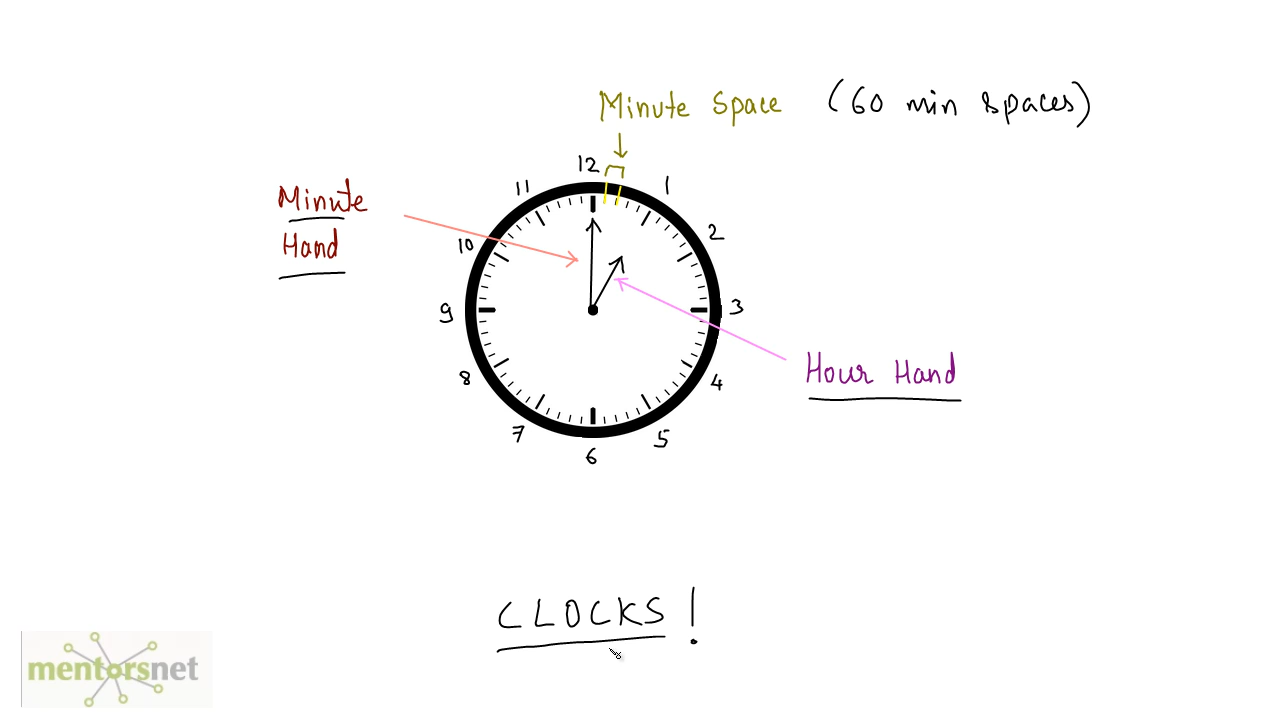 Minute Space (60 min spaces)
Minute
Hand
12
1
2
3
4
5
6
7
8
9
10
11
Hour Hand
CLOCKS!
mentorsnet